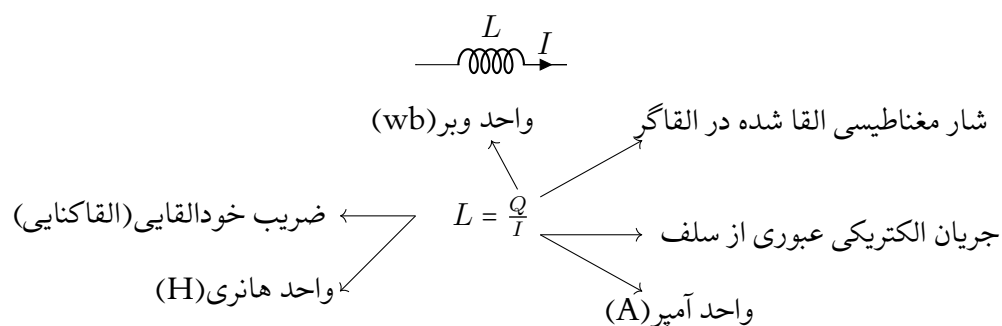 L I
شار مغناطیسی القا شده در القاگر واحد وبر(wb)
جریان الکتریکی عبوری از سلف L = Q/I ضریب خودالقایی(القاکنایی)
واحد آمپر(A) واحد هانری(H)